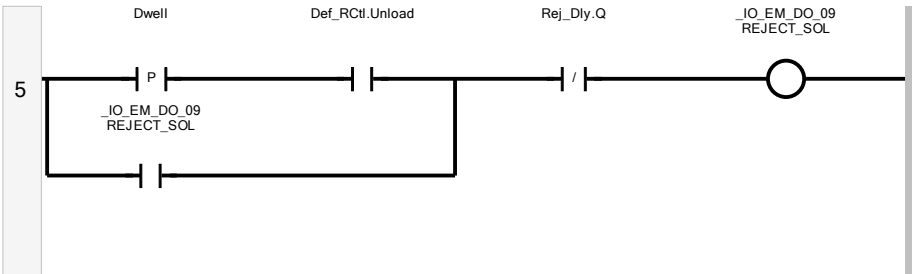 Dwell
Def_RCtl.Unload
Rej_Dly.Q
_IO_EM_DO_09
REJECT_SOL
5
P
/
_IO_EM_DO_09
REJECT_SOL